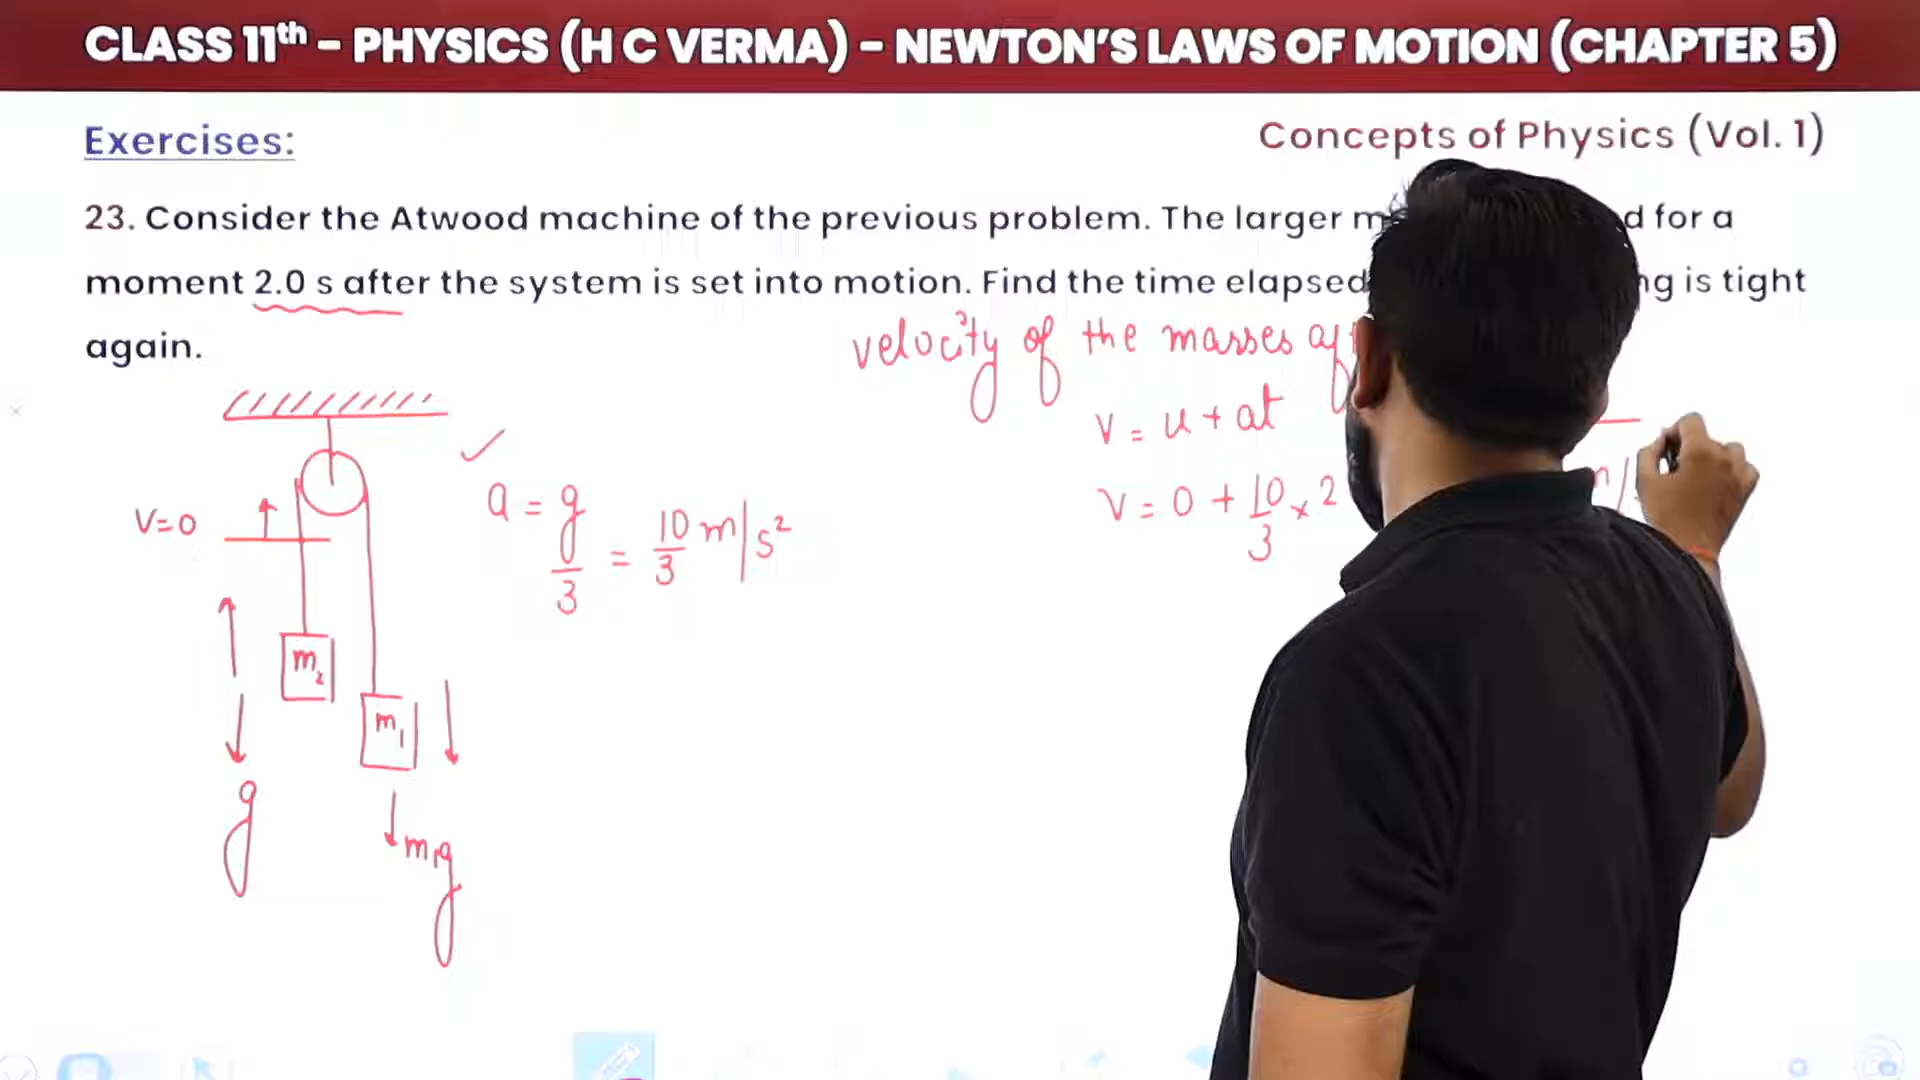 CLASS 11th – PHYSICS (H C VERMA) – NEWTON'S LAWS OF MOTION (CHAPTER 5)
Exercises:
Concepts of Physics (Vol. 1)
23. Consider the Atwood machine of the previous problem. The larger d for a
moment 2.0 s after the system is set into motion. Find the time elapsed is tight
again.
velocity of the masses
v = u + at
v = 0 + 10/3 × 2
V=0
a = g/3 = 10/3 m/s²
m₂
m₁
g
m₁g